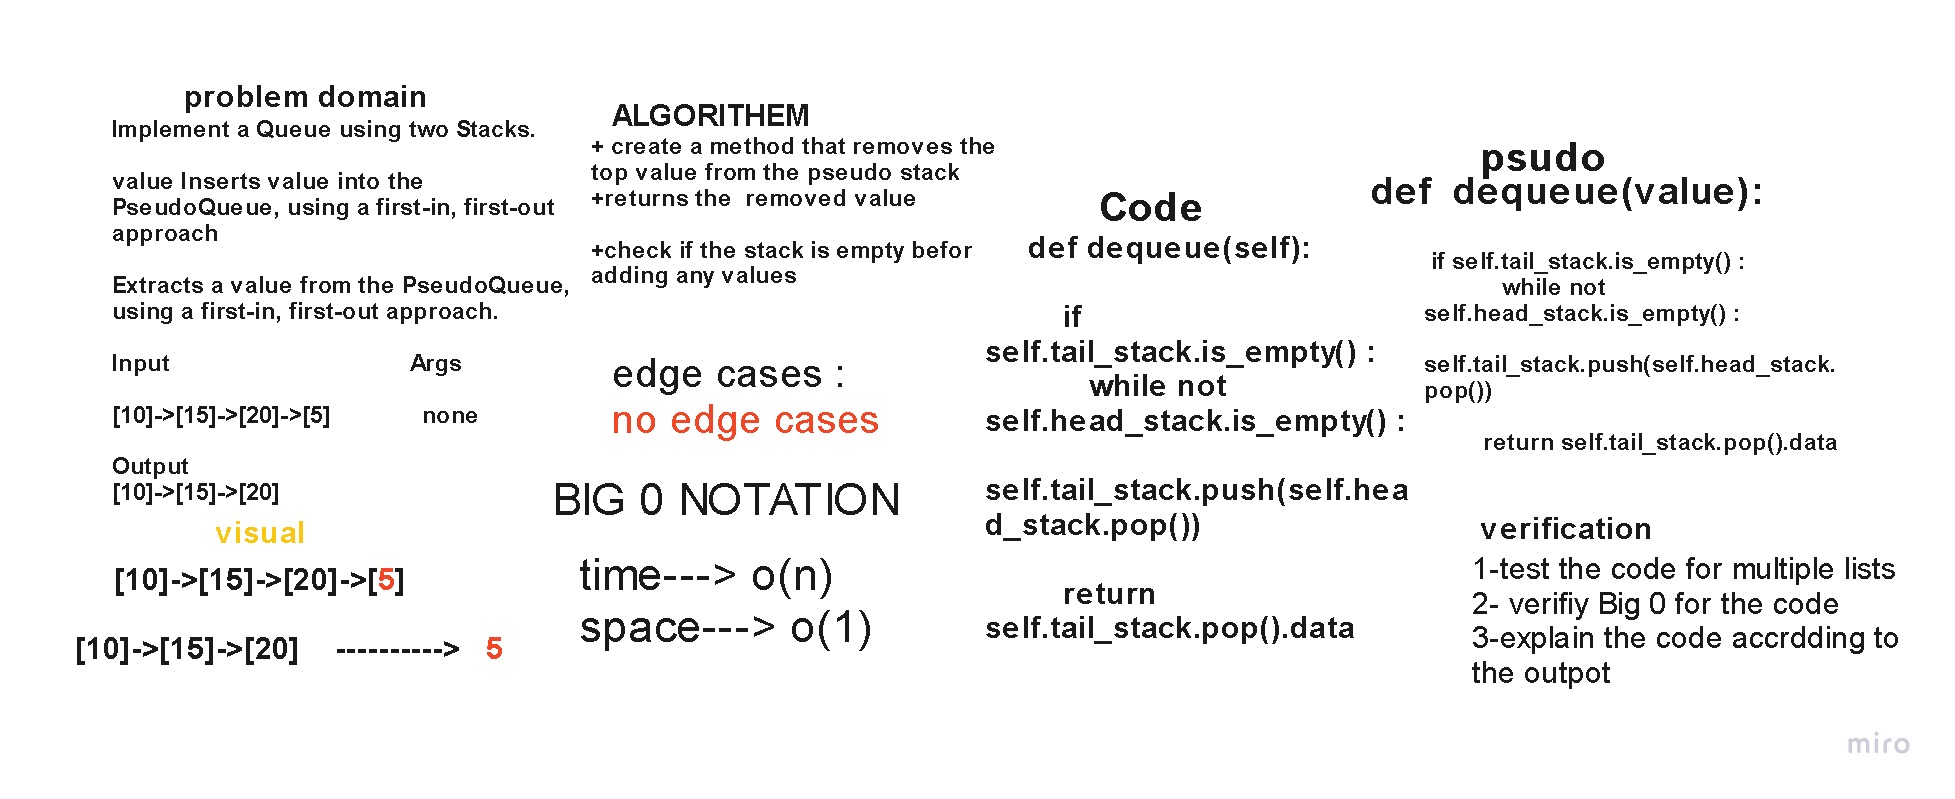 problem domain
Implement a Queue using two Stacks.
value Inserts value into the
PseudoQueue, using a first-in, first-out
approach
Extracts a value from the PseudoQueue,
using a first-in, first-out approach.
Input Args
[10]->[15]->[20]->[5] none
Output
[10]->[15]->[20]
visual
[10]->[15]->[20]->[5]
[10]->[15]->[20] ----------> 5
ALGORITHEM
+ create a method that removes the
top value from the pseudo stack
+returns the removed value
+check if the stack is empty befor
adding any values
edge cases :
no edge cases
BIG 0 NOTATION
time---> o(n)
space---> o(1)
Code
def dequeue(self):
if
self.tail_stack.is_empty() :
while not
self.head_stack.is_empty() :
self.tail_stack.push(self.hea
d_stack.pop())
return
self.tail_stack.pop().data
psudo
def dequeue(value):
if self.tail_stack.is_empty() :
while not
self.head_stack.is_empty() :
self.tail_stack.push(self.head_stack.
pop())
return self.tail_stack.pop().data
verification
1-test the code for multiple lists
2- verifiy Big 0 for the code
3-explain the code accrdding to
the outpot
miro